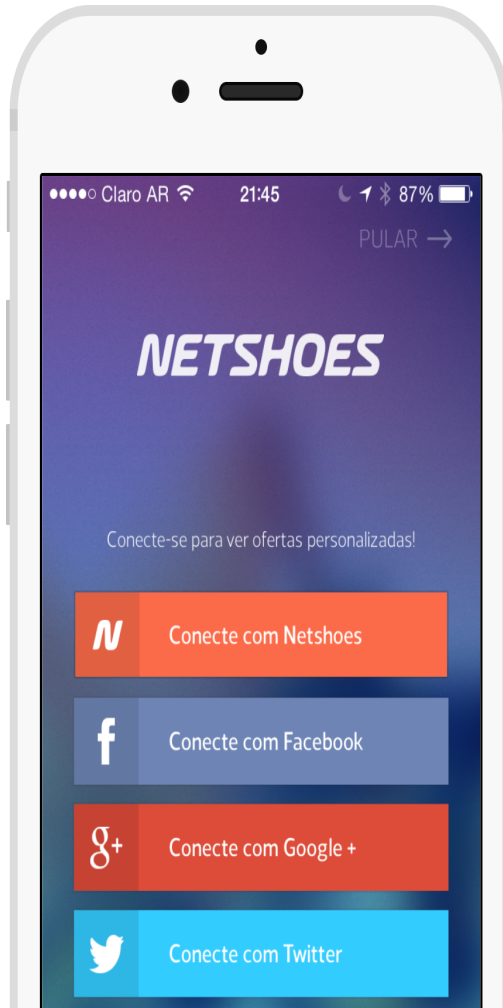 Claro AR 21:45 87%
PULAR →
NETSHOES
Conecte-se para ver ofertas personalizadas!
N Conecte com Netshoes
f Conecte com Facebook
g+ Conecte com Google +
Conecte com Twitter